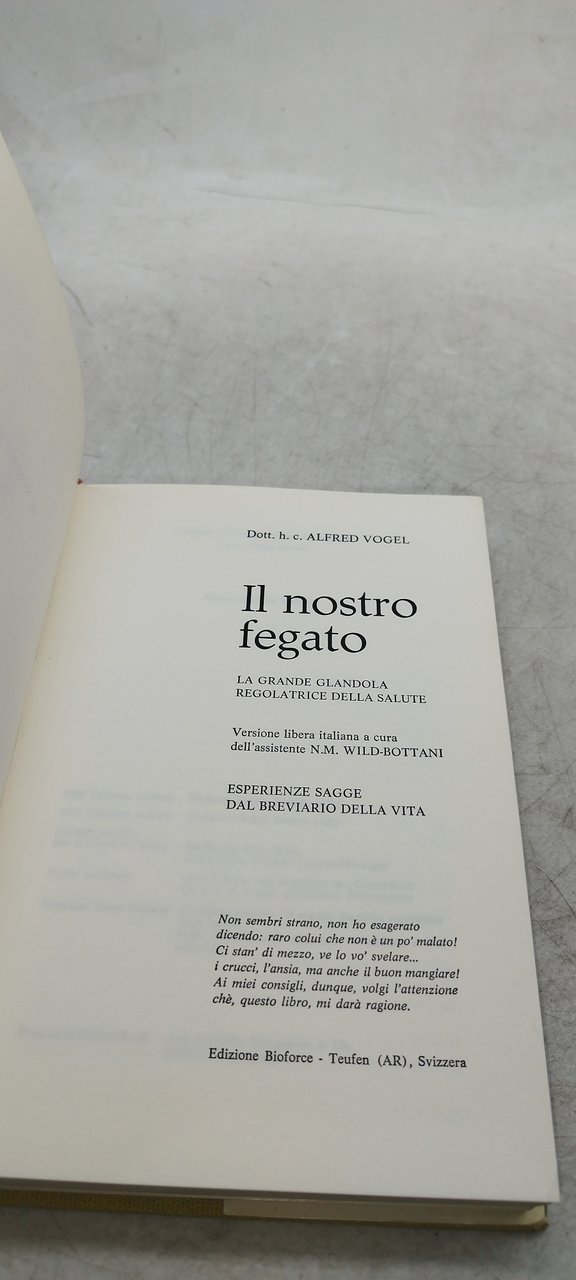 Dott. h. c. ALFRED VOGEL
Il nostro
fegato
LA GRANDE GLANDOLA
REGOLATRICE DELLA SALUTE
Versione libera italiana a cura
dell'assistente N.M. WILD-BOTTANI
ESPERIENZE SAGGE
DAL BREVIARIO DELLA VITA
Non sembri strano, non ho esagerato
dicendo: raro colui che non è un po' malato!
Ci stan' di mezzo, ve lo vo' svelare...
i crucci, l'ansia, ma anche il buon mangiare!
Ai miei consigli, dunque, volgi l'attenzione
chè, questo libro, mi darà ragione.
Edizione Bioforce - Teufen (AR), Svizzera